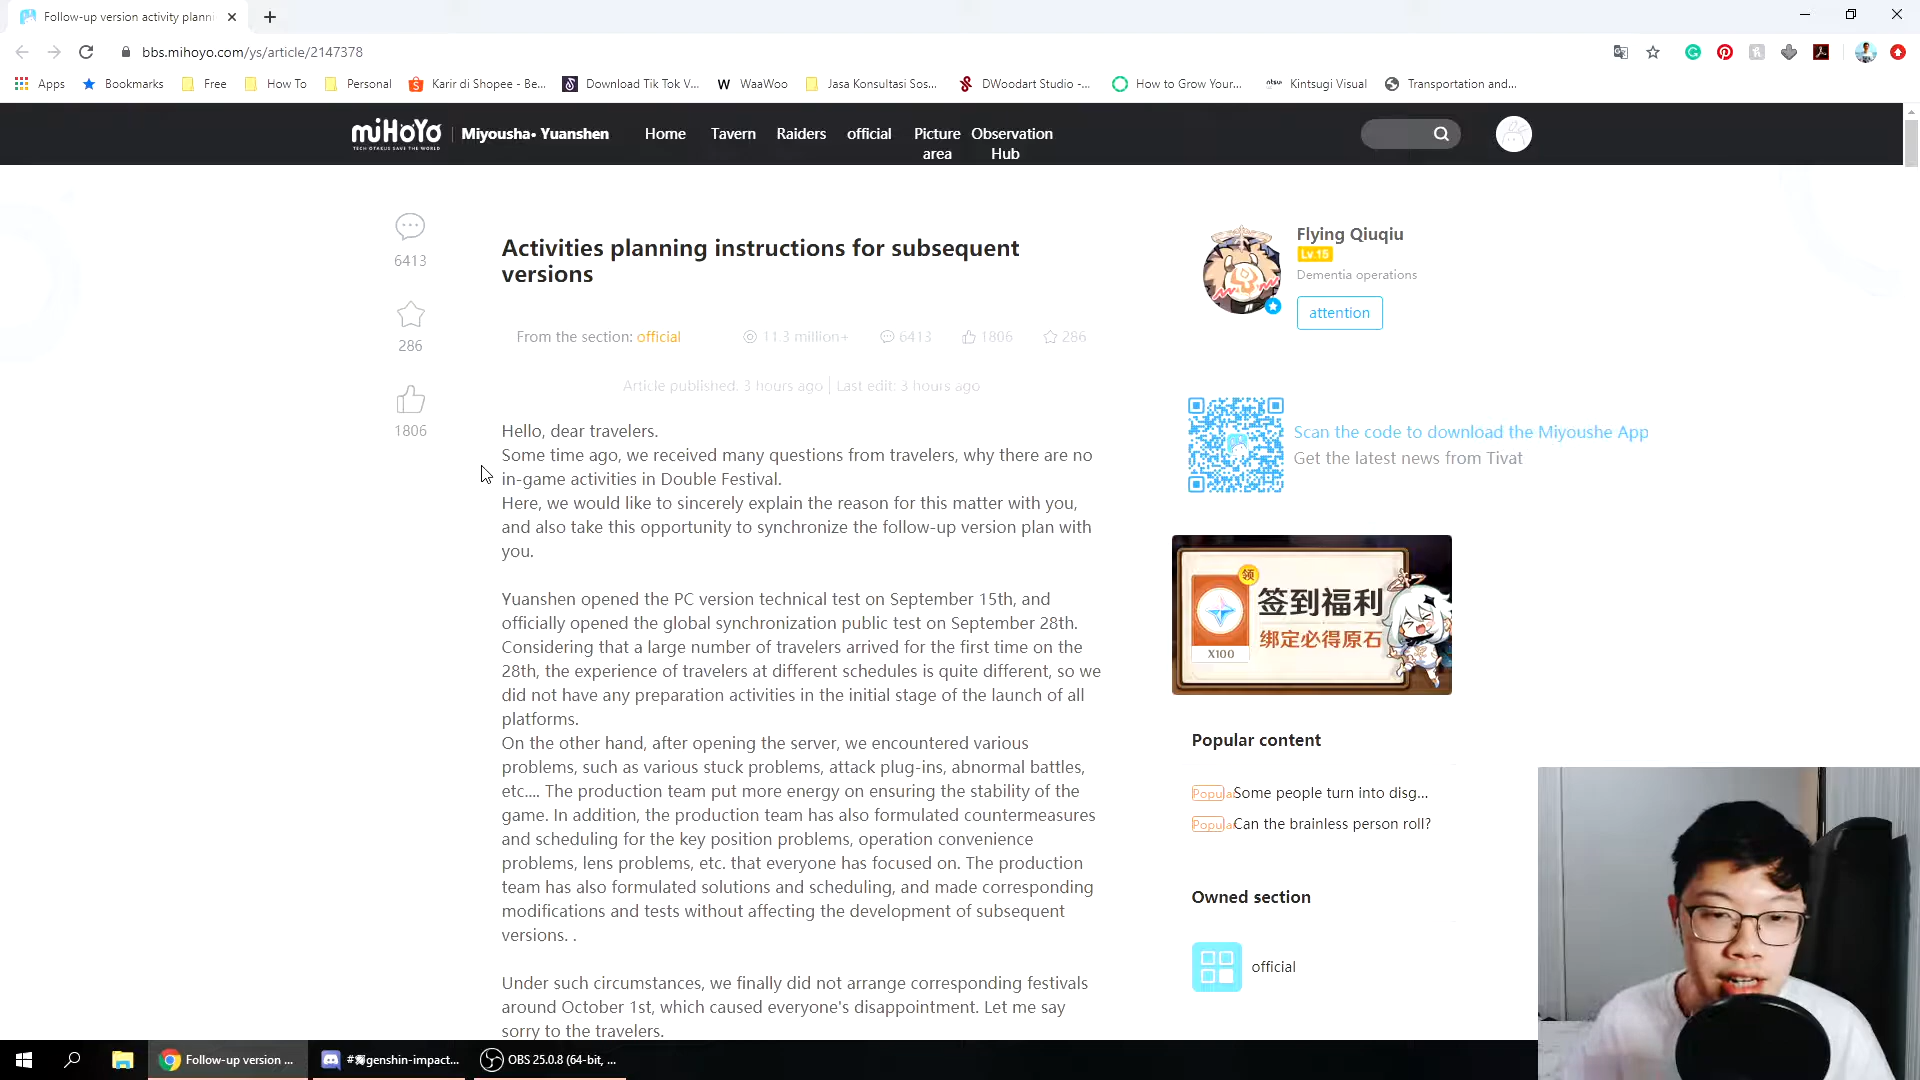 Follow-up version activity planni
bbs.mihoyo.com/ys/article/2147378
Apps
Bookmarks
Free
How To
Personal
Karir di Shopee - Be...
Download Tik Tok V...
WaaWoo
Jasa Konsultasi Sos...
DWoodart Studio -...
How to Grow Your...
Kintsugi Visual
Transportation and...
miHoYo
TECH OTAKUS SAVE THE WORLD
Miyousha• Yuanshen
Home
Tavern
Raiders
official
Picture area
Observation Hub
6413
286
1806
Activities planning instructions for subsequent
versions
From the section: official
11.3 million+
6413
1806
286
Article published: 3 hours ago | Last edit: 3 hours ago
Hello, dear travelers.
Some time ago, we received many questions from travelers, why there are no
in-game activities in Double Festival.
Here, we would like to sincerely explain the reason for this matter with you,
and also take this opportunity to synchronize the follow-up version plan with
you.
Yuanshen opened the PC version technical test on September 15th, and
officially opened the global synchronization public test on September 28th.
Considering that a large number of travelers arrived for the first time on the
28th, the experience of travelers at different schedules is quite different, so we
did not have any preparation activities in the initial stage of the launch of all
platforms.
On the other hand, after opening the server, we encountered various
problems, such as various stuck problems, attack plug-ins, abnormal battles,
etc.... The production team put more energy on ensuring the stability of the
game. In addition, the production team has also formulated countermeasures
and scheduling for the key position problems, operation convenience
problems, lens problems, etc. that everyone has focused on. The production
team has also formulated solutions and scheduling, and made corresponding
modifications and tests without affecting the development of subsequent
versions. .
Under such circumstances, we finally did not arrange corresponding festivals
around October 1st, which caused everyone's disappointment. Let me say
sorry to the travelers.
Flying Qiuqiu
Lv.15
Dementia operations
attention
Scan the code to download the Miyoushe App
Get the latest news from Tivat
领
签到福利
绑定必得原石
X100
Popular content
Popular Some people turn into disg...
Popular Can the brainless person roll?
Owned section
official
Follow-up version ...
genshin-impact...
OBS 25.0.8 (64-bit, ...